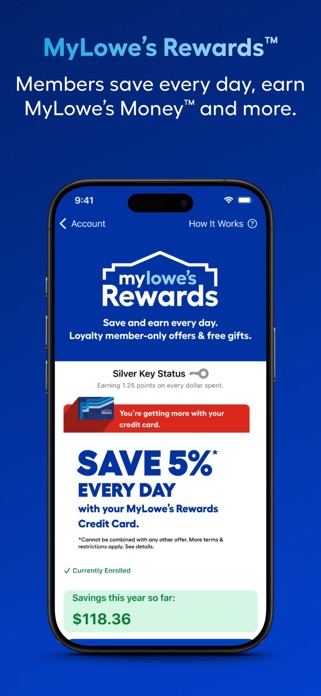 MyLowe's Rewards™
Members save every day, earn
MyLowe's Money™ and more.
9:41
Account
How It Works ?
mylowe's
Rewards
Save and earn every day.
Loyalty member-only offers & free gifts.
Silver Key Status
Earning 1.25 points on every dollar spent.
You're getting more with your
credit card.
SAVE 5%*
EVERY DAY
with your MyLowe's Rewards
Credit Card.
*Cannot be combined with any other offer. More terms &
restrictions apply. See details.
Currently Enrolled
Savings this year so far:
$118.36